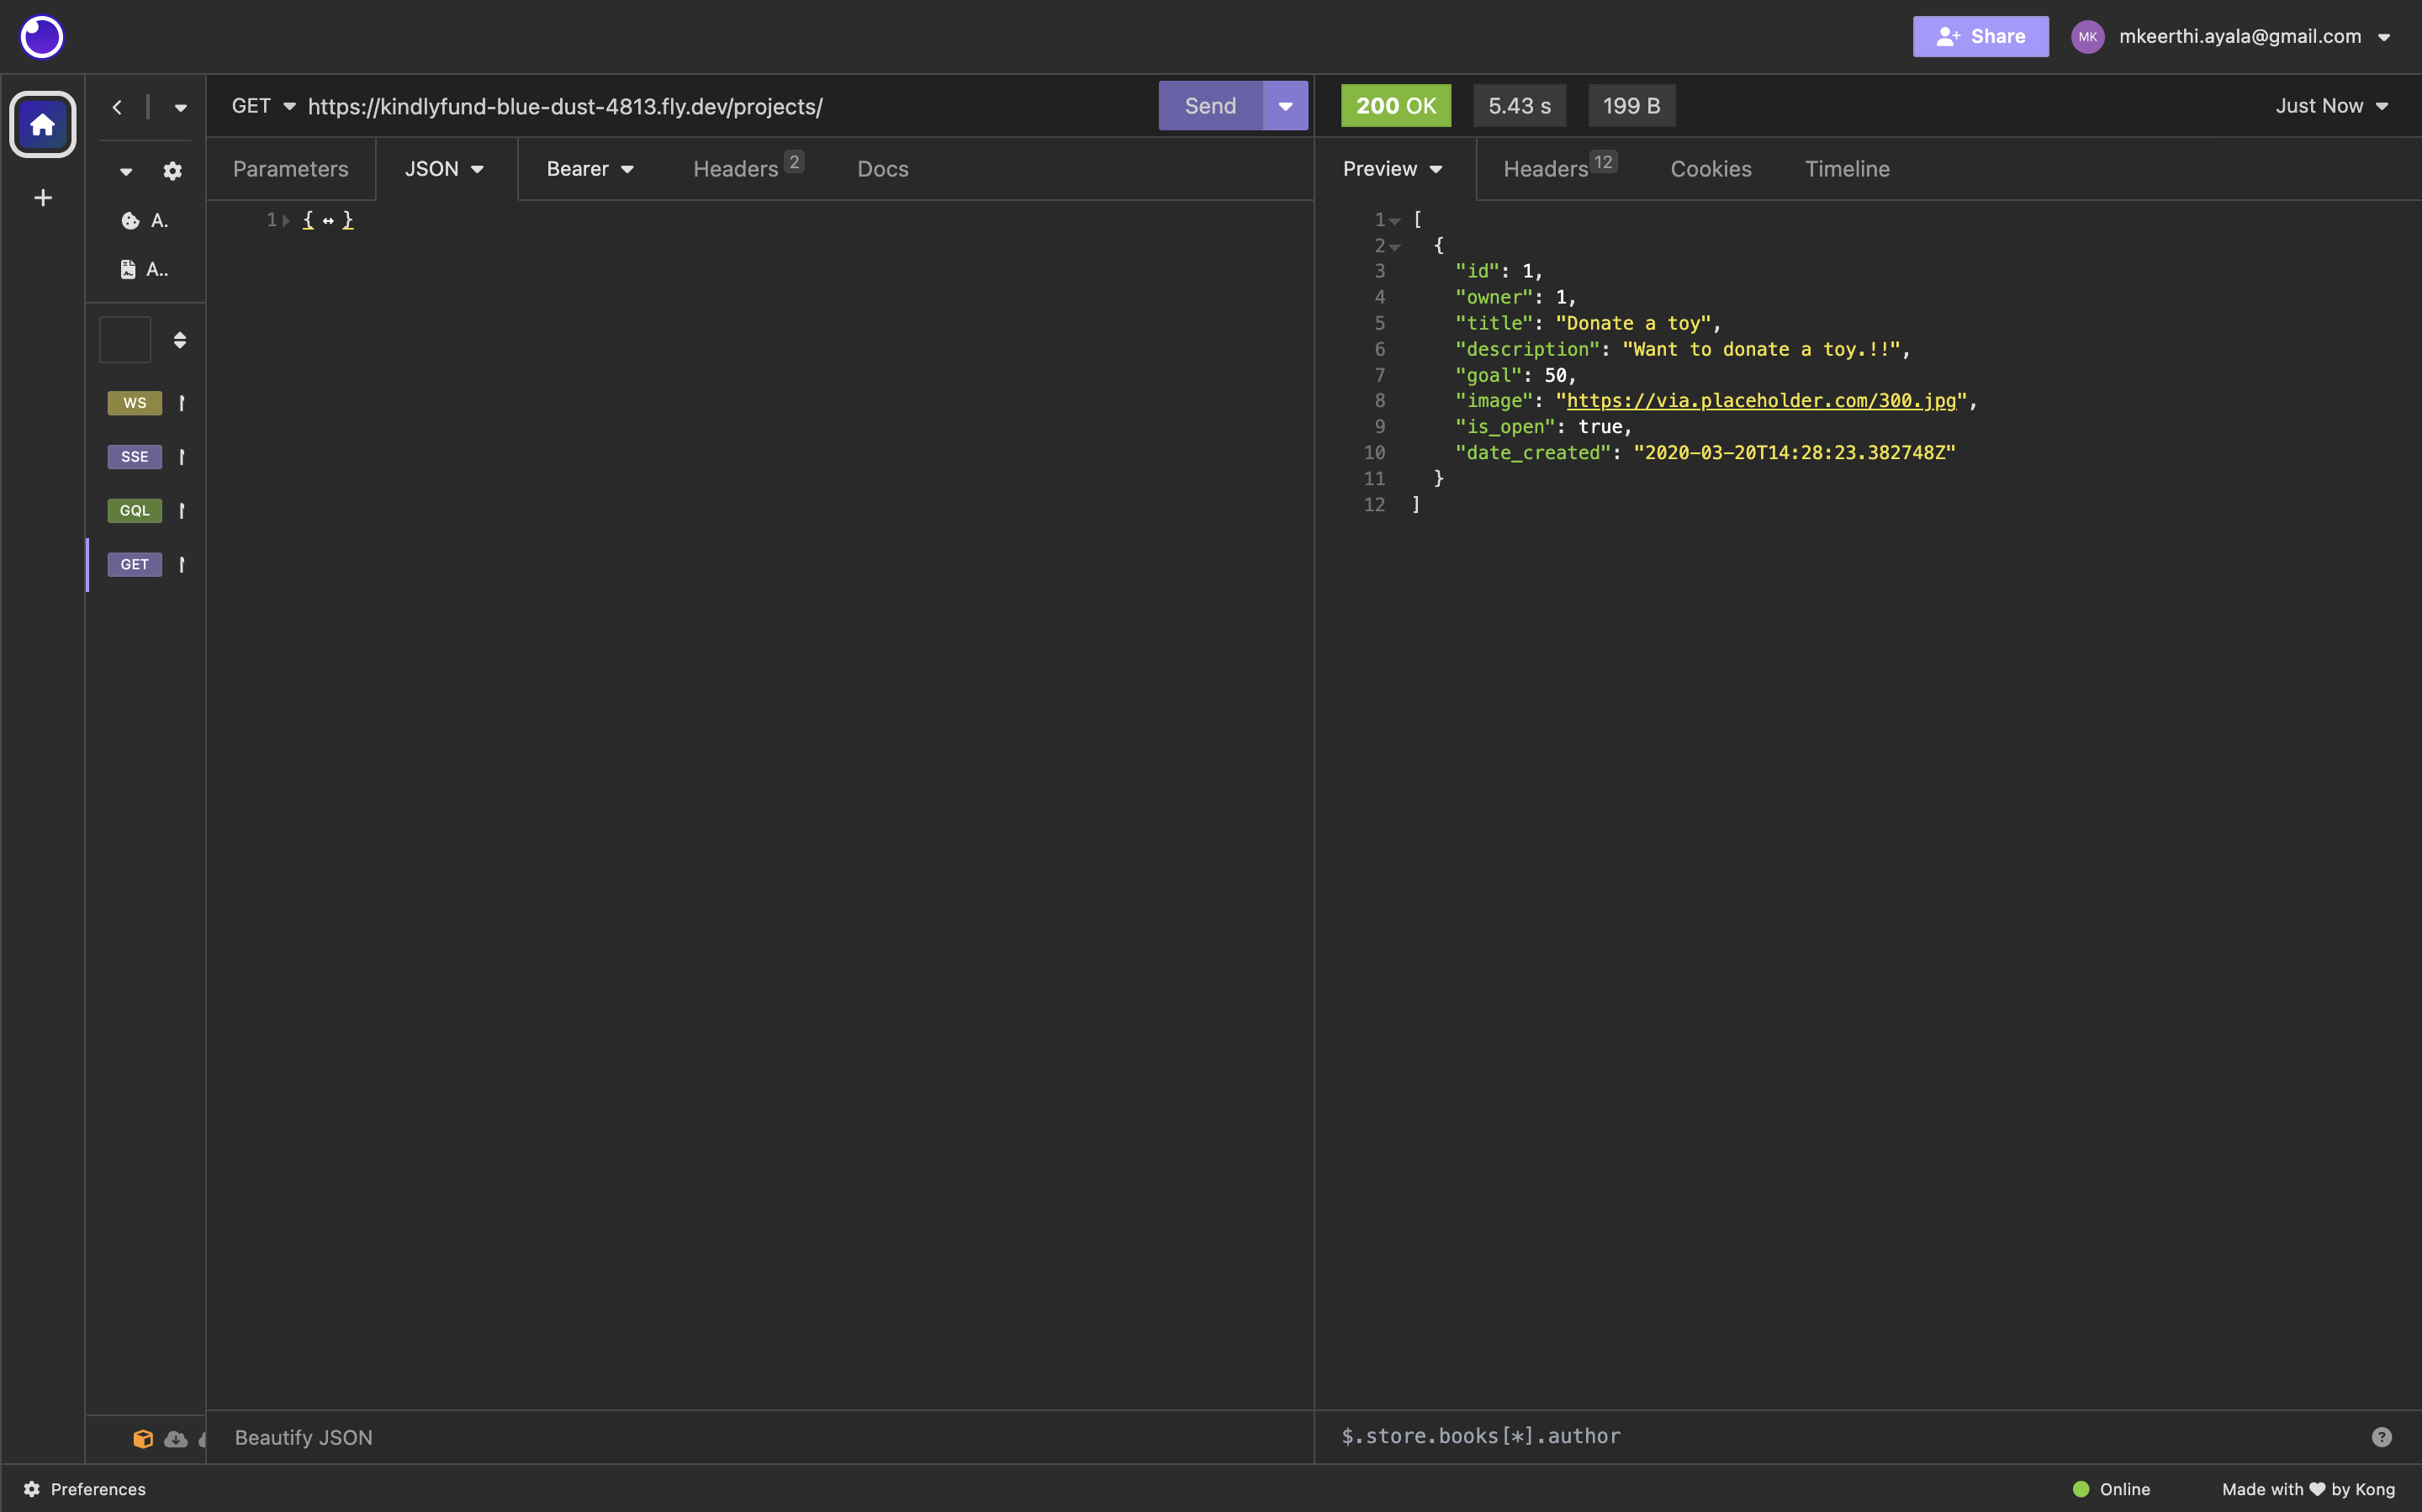 Share
MK
mkeerthi.ayala@gmail.com
GET https://kindlyfund-blue-dust-4813.fly.dev/projects/
Send
200 OK
5.43 s
199 B
Just Now
Parameters
JSON
Bearer
Headers 2
Docs
Preview
Headers 12
Cookies
Timeline
A.
A..
WS
SSE
GQL
GET
1 { ↔ }
1 [
2 {
3 "id": 1,
4 "owner": 1,
5 "title": "Donate a toy",
6 "description": "Want to donate a toy.!!",
7 "goal": 50,
8 "image": "https://via.placeholder.com/300.jpg",
9 "is_open": true,
10 "date_created": "2020-03-20T14:28:23.382748Z"
11 }
12 ]
Beautify JSON
$.store.books[*].author
?
Preferences
Online
Made with ♥ by Kong